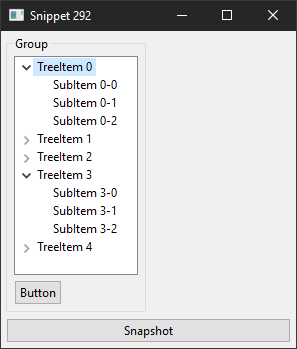 Snippet 292
Group
TreeItem 0
SubItem 0-0
SubItem 0-1
SubItem 0-2
TreeItem 1
TreeItem 2
TreeItem 3
SubItem 3-0
SubItem 3-1
SubItem 3-2
TreeItem 4
Button
Snapshot